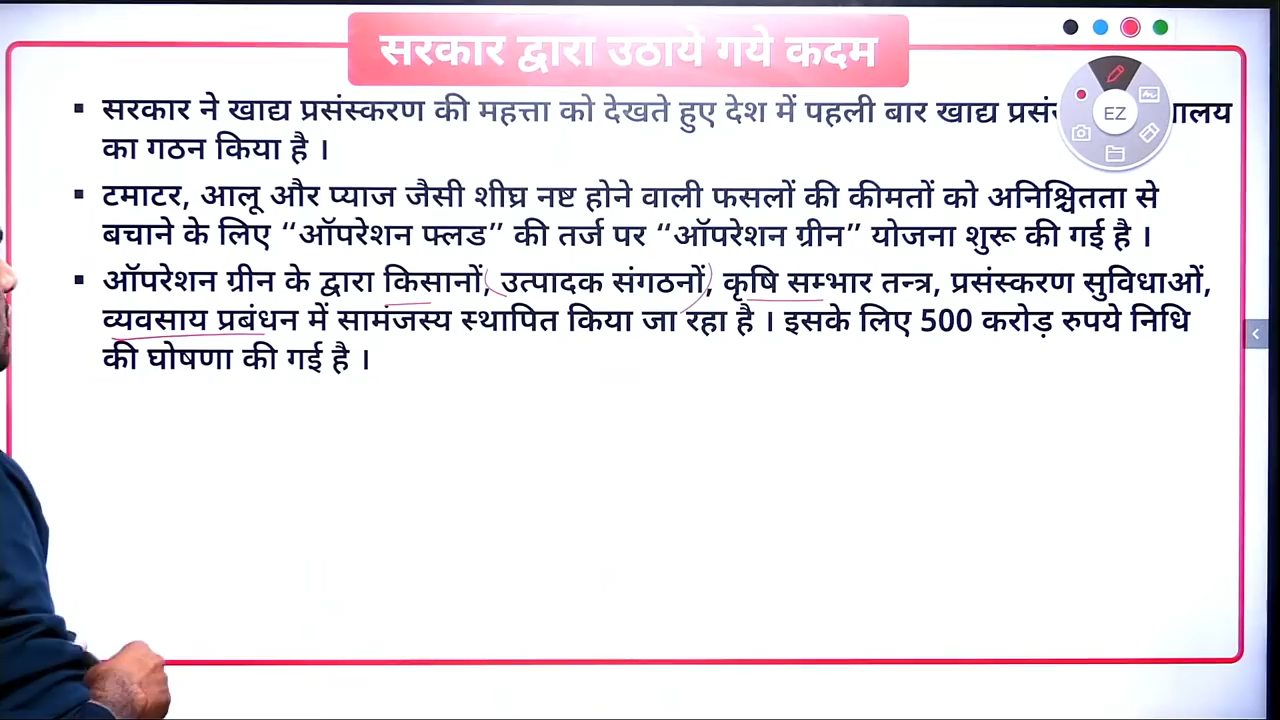 सरकार द्वारा उठाये गये कदम
▪ सरकार ने खाद्य प्रसंस्करण की महत्ता को देखते हुए देश में पहली बार खाद्य
का गठन किया है ।
▪ टमाटर, आलू और प्याज जैसी शीघ्र नष्ट होने वाली फसलों की कीमतों को अनिश्चितता से
बचाने के लिए “ऑपरेशन फ्लड” की तर्ज पर “ऑपरेशन ग्रीन” योजना शुरू की गई है ।
▪ ऑपरेशन ग्रीन के द्वारा किसानों, उत्पादक संगठनों, कृषि सम्भार तन्त्र, प्रसंस्करण सुविधाओं,
व्यवसाय प्रबंधन में सामंजस्य स्थापित किया जा रहा है । इसके लिए 500 करोड़ रुपये निधि
की घोषणा की गई है ।
EZ